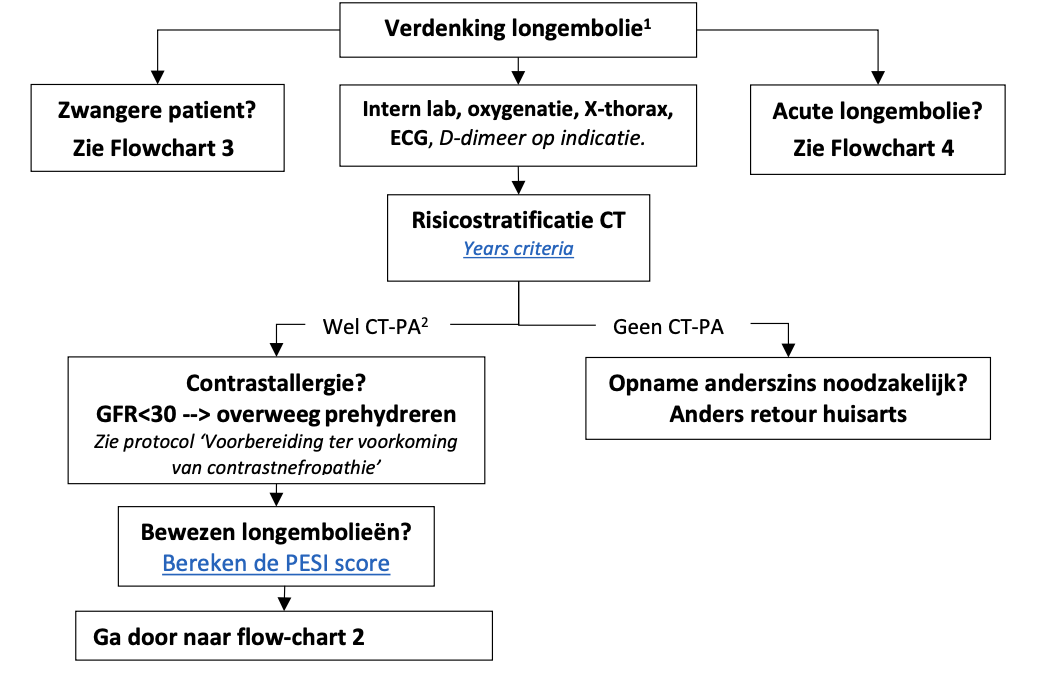 Verdenking longembolie¹
Zwangere patient?
Zie Flowchart 3
Intern lab, oxygenatie, X-thorax,
ECG, D-dimeer op indicatie.
Acute longembolie?
Zie Flowchart 4
Risicostratificatie CT
Years criteria
Wel CT-PA²
Geen CT-PA
Contrastallergie?
GFR<30 --> overweeg prehydreren
Zie protocol ‘Voorbereiding ter voorkoming
van contrastnefropathie’
Opname anderszins noodzakelijk?
Anders retour huisarts
Bewezen longembolieën?
Bereken de PESI score
Ga door naar flow-chart 2